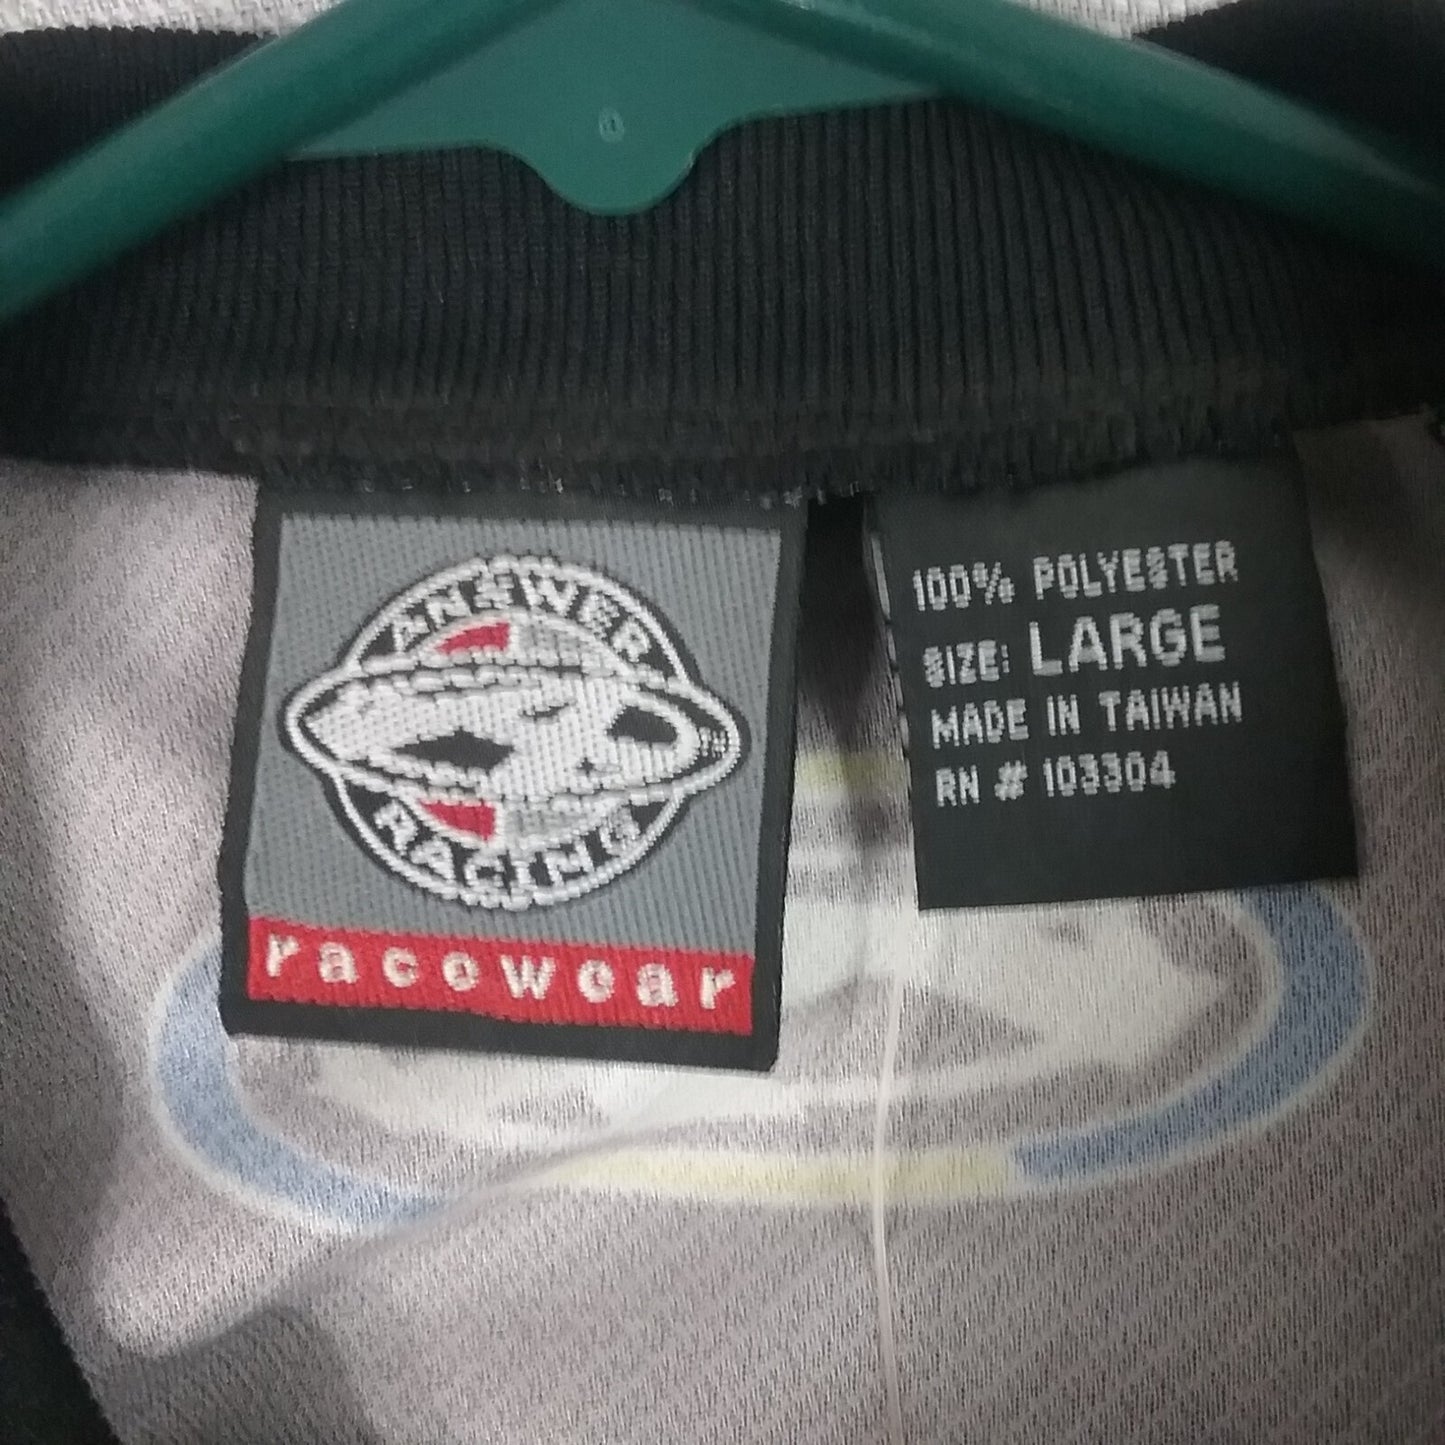 ANSWER
RACING
racewear
100% POLYESTER
SIZE: LARGE
MADE IN TAIWAN
RN # 103304